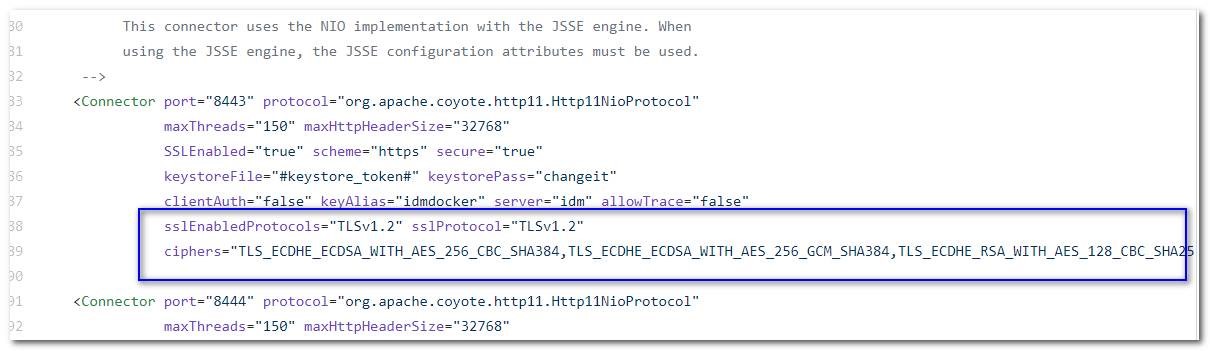 30 This connector uses the NIO implementation with the JSSE engine. When
31 using the JSSE engine, the JSSE configuration attributes must be used.
32 -->
33 <Connector port="8443" protocol="org.apache.coyote.http11.Http11NioProtocol"
34 maxThreads="150" maxHttpHeaderSize="32768"
35 SSLEnabled="true" scheme="https" secure="true"
36 keystoreFile="#keystore_token#" keystorePass="changeit"
37 clientAuth="false" keyAlias="idmdocker" server="idm" allowTrace="false"
38 sslEnabledProtocols="TLSv1.2" sslProtocol="TLSv1.2"
39 ciphers="TLS_ECDHE_ECDSA_WITH_AES_256_CBC_SHA384,TLS_ECDHE_ECDSA_WITH_AES_256_GCM_SHA384,TLS_ECDHE_RSA_WITH_AES_128_CBC_SHA25
90
91 <Connector port="8444" protocol="org.apache.coyote.http11.Http11NioProtocol"
92 maxThreads="150" maxHttpHeaderSize="32768"